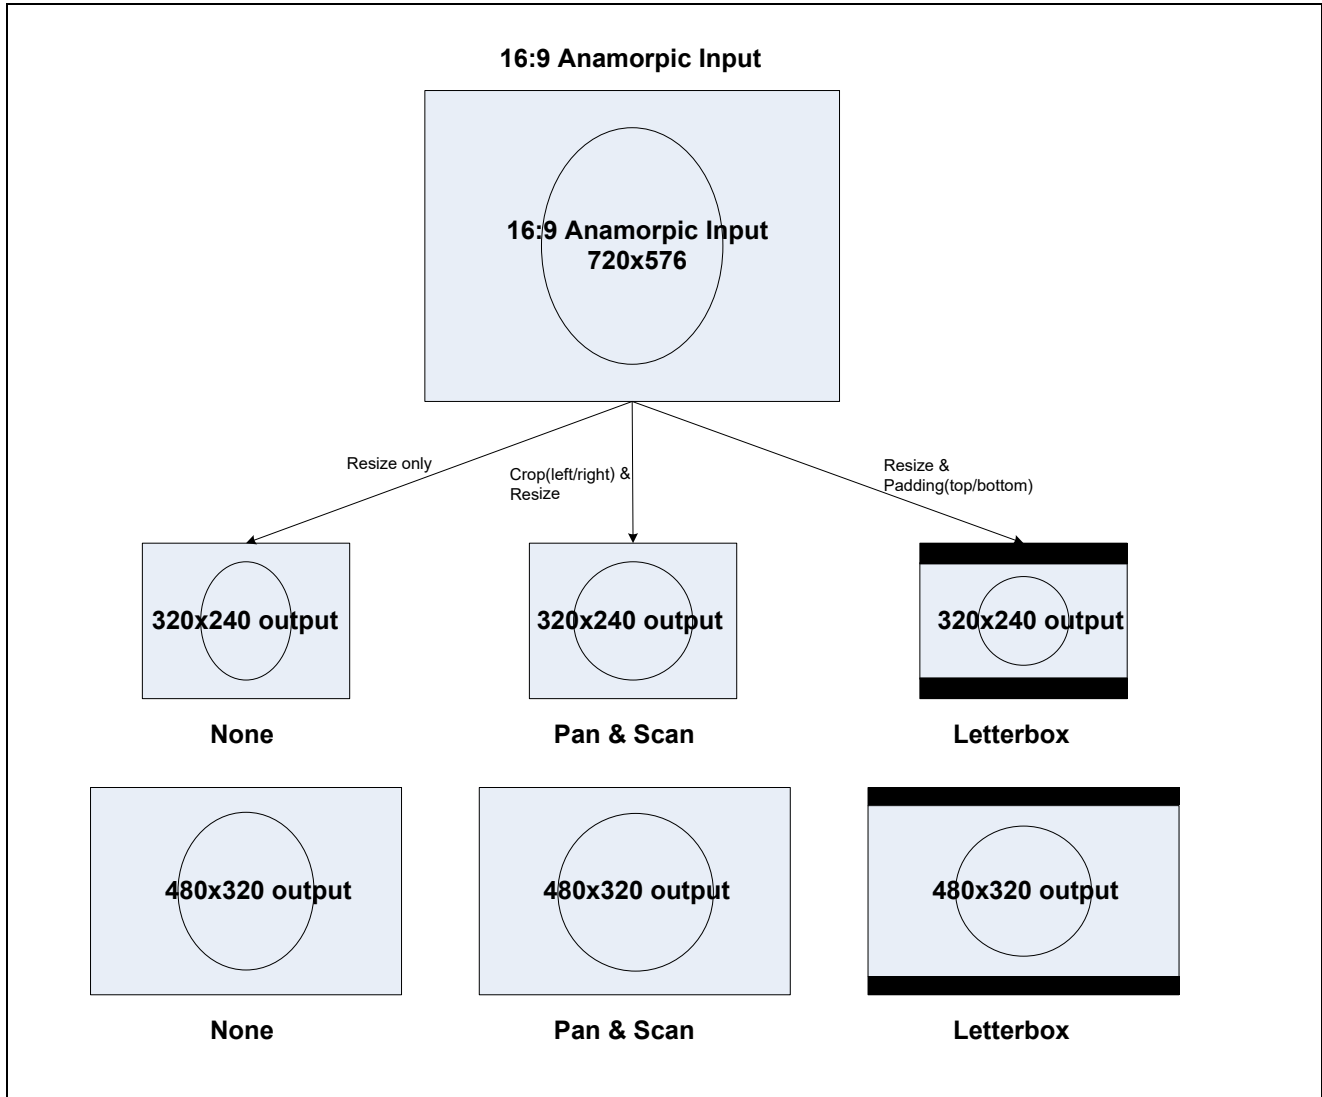 16:9 Anamorpic Input
16:9 Anamorpic Input
720x576
Resize only
Crop(left/right) &
Resize
Resize &
Padding(top/bottom)
320x240 output
320x240 output
320x240 output
None
Pan & Scan
Letterbox
480x320 output
480x320 output
480x320 output
None
Pan & Scan
Letterbox